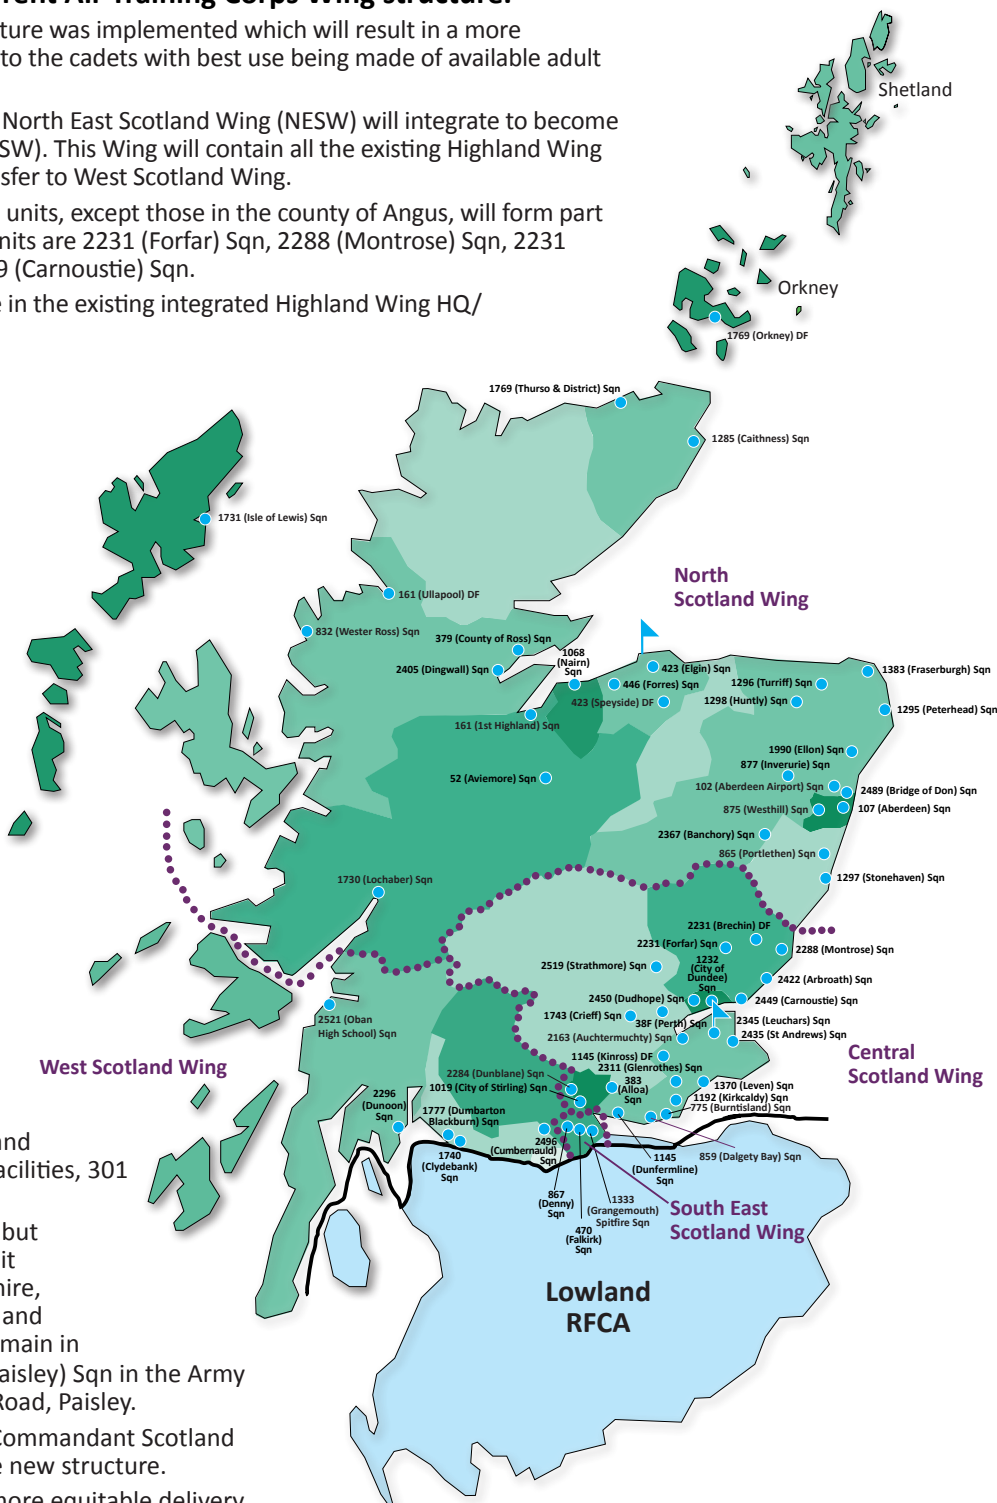 rent Air Training Corps Wing structure.
ture was implemented which will result in a more
to the cadets with best use being made of available adult
North East Scotland Wing (NESW) will integrate to become
SW). This Wing will contain all the existing Highland Wing
sfer to West Scotland Wing.
units, except those in the county of Angus, will form part
nits are 2231 (Forfar) Sqn, 2288 (Montrose) Sqn, 2231
9 (Carnoustie) Sqn.
e in the existing integrated Highland Wing HQ/
Shetland
Orkney
1769 (Orkney) DF
1769 (Thurso & District) Sqn
1285 (Caithness) Sqn
1731 (Isle of Lewis) Sqn
North
Scotland Wing
161 (Ullapool) DF
832 (Wester Ross) Sqn
379 (County of Ross) Sqn
1068
(Nairn)
Sqn
2405 (Dingwall) Sqn
423 (Elgin) Sqn
1383 (Fraserburgh) Sqn
446 (Forres) Sqn
1296 (Turriff) Sqn
423 (Speyside) DF
1298 (Huntly) Sqn
1295 (Peterhead) Sqn
161 (1st Highland) Sqn
1990 (Ellon) Sqn
877 (Inverurie) Sqn
52 (Aviemore) Sqn
102 (Aberdeen Airport) Sqn
2489 (Bridge of Don) Sqn
875 (Westhill) Sqn
107 (Aberdeen) Sqn
2367 (Banchory) Sqn
865 (Portlethen) Sqn
1730 (Lochaber) Sqn
1297 (Stonehaven) Sqn
2231 (Brechin) DF
2231 (Forfar) Sqn
2288 (Montrose) Sqn
1232
(City of
Dundee)
Sqn
2519 (Strathmore) Sqn
2422 (Arbroath) Sqn
2450 (Dudhope) Sqn
2449 (Carnoustie) Sqn
2521 (Oban
High School) Sqn
1743 (Crieff) Sqn
38F (Perth) Sqn
2345 (Leuchars) Sqn
2163 (Auchtermuchty) Sqn
2435 (St Andrews) Sqn
1145 (Kinross) DF
Central
Scotland Wing
West Scotland Wing
2311 (Glenrothes) Sqn
2284 (Dunblane) Sqn
383
(Alloa)
Sqn
1019 (City of Stirling) Sqn
1370 (Leven) Sqn
2296
(Dunoon)
Sqn
1192 (Kirkcaldy) Sqn
1777 (Dumbarton
Blackburn) Sqn
775 (Burntisland) Sqn
2496
(Cumbernauld)
Sqn
1740
(Clydebank)
Sqn
1145
(Dunfermline)
Sqn
859 (Dalgety Bay) Sqn
867
(Denny)
Sqn
1333
(Grangemouth)
Spitfire Sqn
470
(Falkirk)
Sqn
South East
Scotland Wing
Lowland
RFCA
and
acilities, 301
but
it
hire,
and
main in
aisley) Sqn in the Army
Road, Paisley.
Commandant Scotland
e new structure.
more equitable delivery